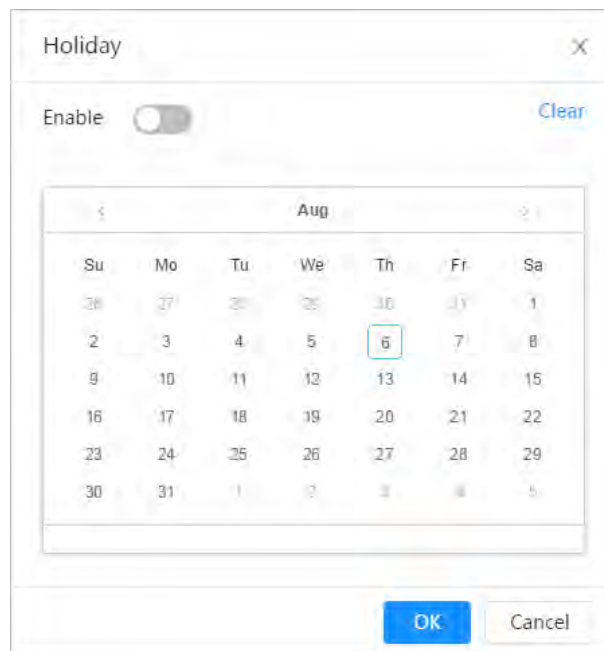 Holiday
Enable
Clear
Aug
Su Mo Tu We Th Fr Sa
26 27 28 29 30 31 1
2 3 4 5 6 7 8
9 10 11 12 13 14 15
16 17 18 19 20 21 22
23 24 25 26 27 28 29
30 31 1 2 3 4 5
OK Cancel